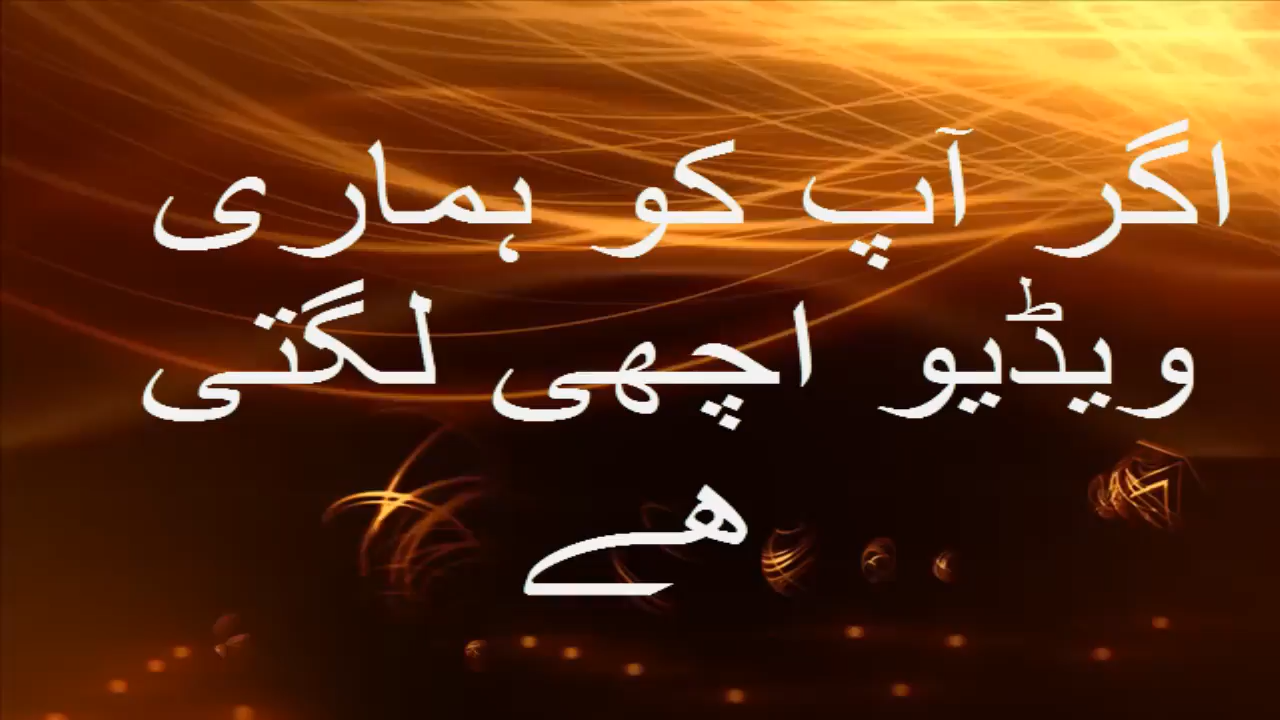 اگر آپ کو ہماری
ویڈیو اچھی لگتی
ھے